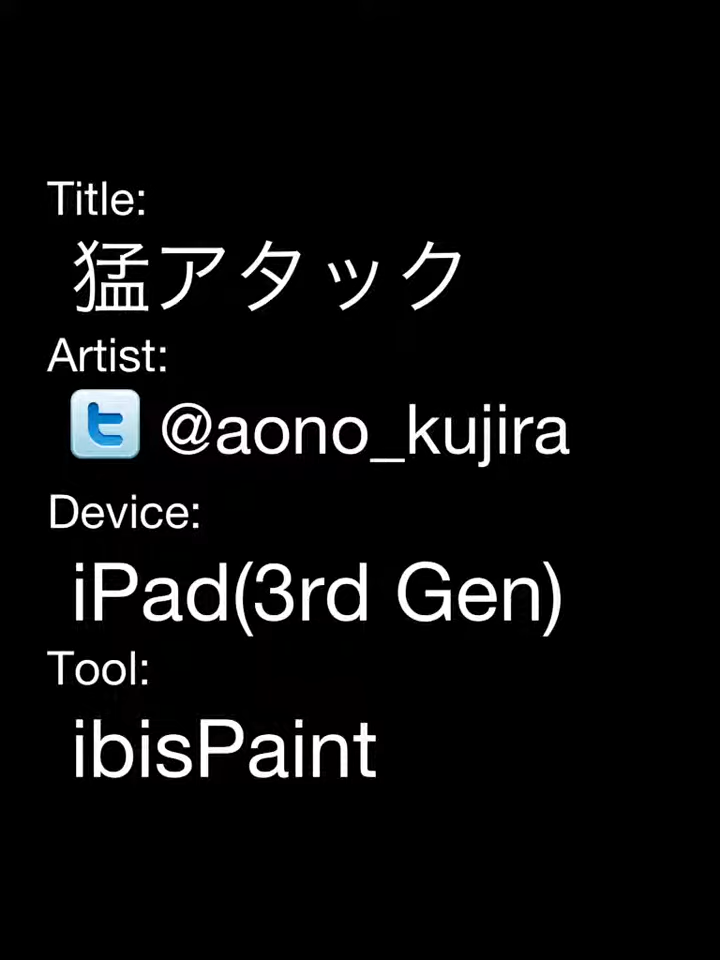 Title:
猛アタック
Artist:
@aono_kujira
Device:
iPad(3rd Gen)
Tool:
ibisPaint